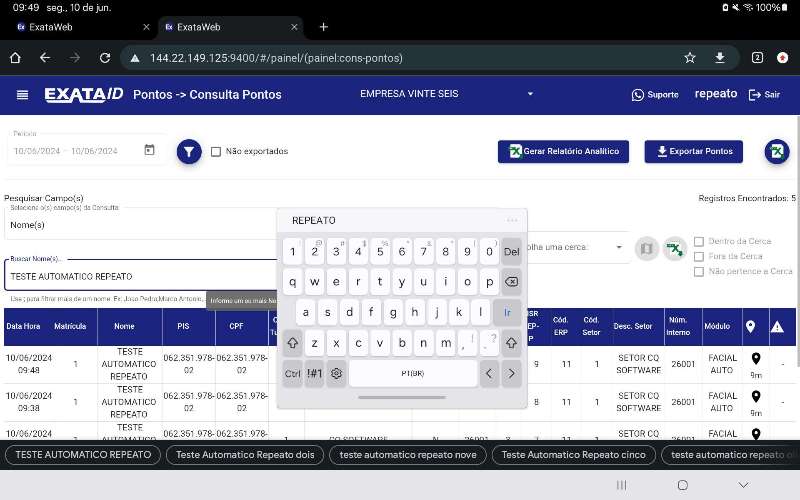 09:49 seg., 10 de jun. 100%
ExataWeb ExataWeb
144.22.149.125:9400/#/painel/(painel:cons-pontos) 2
EXATAID Pontos -> Consulta Pontos EMPRESA VINTE SEIS Suporte repeato Sair
Período
10/06/2024 – 10/06/2024 Não exportados Gerar Relatório Analítico Exportar Pontos
Pesquisar Campo(s) Registros Encontrados: 5
Selecione o(s) campo(s) da Consulta
Nome(s)
olha uma cerca:
Dentro da Cerca
Fora da Cerca
Não pertence a Cerca
Buscar Nome(s)..
TESTE AUTOMATICO REPEATO
Use ; para filtrar mais de um nome. Ex: João Pedro;Marco Antonio,
Informe um ou mais No
REPEATO
1 2 3 4 5 6 7 8 9 0 Del
q w e r t y u i o p
a s d f g h j k l Ir
z x c v b n m , .
Ctrl !#1 PT(BR)
Data Hora Matrícula Nome PIS CPF Cód. ERP Cód. Setor Desc. Setor Núm. Interno Módulo
10/06/2024 09:48 1 TESTE AUTOMATICO REPEATO 062.351.978-02 062.351.978-02 9 11 1 SETOR CQ SOFTWARE 26001 FACIAL AUTO 9m -
10/06/2024 09:38 1 TESTE AUTOMATICO REPEATO 062.351.978-02 062.351.978-02 8 11 1 SETOR CQ SOFTWARE 26001 FACIAL AUTO 9m -
10/06/2024 TESTE AUTOMATICO 062.351.978- 062.351.978- 1 CQ SOFTWARE N 26001 8 7 11 1 SETOR CQ 26001 FACIAL
TESTE AUTOMATICO REPEATO Teste Automatico Repeato dois teste automatico repeato nove Teste Automatico Repeato cinco teste automatico repeato